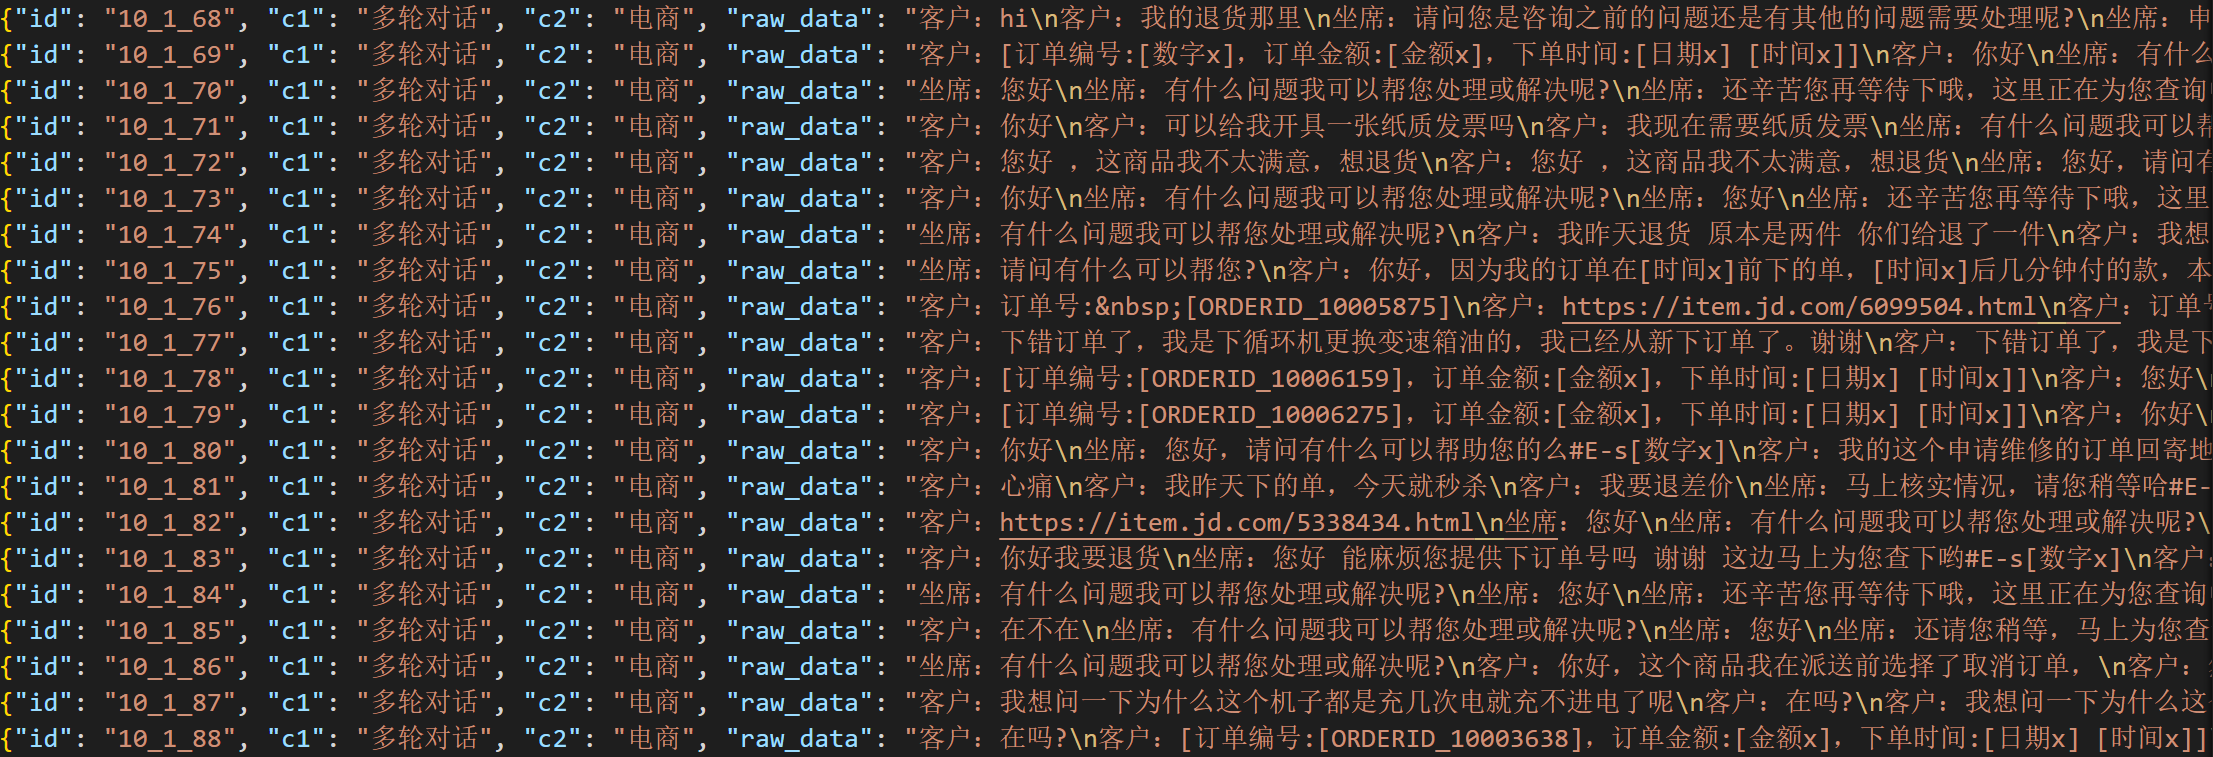 {"id": "10_1_68", "c1": "多轮对话", "c2": "电商", "raw_data": "客户：hi\n客户：我的退货那里\n坐席：请问您是咨询之前的问题还是有其他的问题需要处理呢?\n坐席：申
{"id": "10_1_69", "c1": "多轮对话", "c2": "电商", "raw_data": "客户：[订单编号:[数字x]，订单金额:[金额x]，下单时间:[日期x] [时间x]]\n客户：你好\n坐席：有什么
{"id": "10_1_70", "c1": "多轮对话", "c2": "电商", "raw_data": "坐席：您好\n坐席：有什么问题我可以帮您处理或解决呢?\n坐席：还辛苦您再等待下哦，这里正在为您查询
{"id": "10_1_71", "c1": "多轮对话", "c2": "电商", "raw_data": "客户：你好\n客户：可以给我开具一张纸质发票吗\n客户：我现在需要纸质发票\n坐席：有什么问题我可以帮
{"id": "10_1_72", "c1": "多轮对话", "c2": "电商", "raw_data": "客户：您好 ，这商品我不太满意，想退货\n客户：您好 ，这商品我不太满意，想退货\n坐席：您好，请问有
{"id": "10_1_73", "c1": "多轮对话", "c2": "电商", "raw_data": "客户：你好\n坐席：有什么问题我可以帮您处理或解决呢?\n坐席：您好\n坐席：还辛苦您再等待下哦，这里
{"id": "10_1_74", "c1": "多轮对话", "c2": "电商", "raw_data": "坐席：有什么问题我可以帮您处理或解决呢?\n客户：我昨天退货 原本是两件 你们给退了一件\n客户：我想
{"id": "10_1_75", "c1": "多轮对话", "c2": "电商", "raw_data": "坐席：请问有什么可以帮您?\n客户：你好，因为我的订单在[时间x]前下的单，[时间x]后几分钟付的款，本
{"id": "10_1_76", "c1": "多轮对话", "c2": "电商", "raw_data": "客户：订单号:&nbsp;[ORDERID_10005875]\n客户：https://item.jd.com/6099504.html\n客户：订单号
{"id": "10_1_77", "c1": "多轮对话", "c2": "电商", "raw_data": "客户：下错订单了，我是下循环机更换变速箱油的，我已经从新下订单了。谢谢\n客户：下错订单了，我是下
{"id": "10_1_78", "c1": "多轮对话", "c2": "电商", "raw_data": "客户：[订单编号:[ORDERID_10006159]，订单金额:[金额x]，下单时间:[日期x] [时间x]]\n客户：您好\
{"id": "10_1_79", "c1": "多轮对话", "c2": "电商", "raw_data": "客户：[订单编号:[ORDERID_10006275]，订单金额:[金额x]，下单时间:[日期x] [时间x]]\n客户：你好\
{"id": "10_1_80", "c1": "多轮对话", "c2": "电商", "raw_data": "客户：你好\n坐席：您好，请问有什么可以帮助您的么#E-s[数字x]\n客户：我的这个申请维修的订单回寄地
{"id": "10_1_81", "c1": "多轮对话", "c2": "电商", "raw_data": "客户：心痛\n客户：我昨天下的单，今天就秒杀\n客户：我要退差价\n坐席：马上核实情况，请您稍等哈#E-
{"id": "10_1_82", "c1": "多轮对话", "c2": "电商", "raw_data": "客户：https://item.jd.com/5338434.html\n坐席：您好\n坐席：有什么问题我可以帮您处理或解决呢?\
{"id": "10_1_83", "c1": "多轮对话", "c2": "电商", "raw_data": "客户：你好我要退货\n坐席：您好 能麻烦您提供下订单号吗 谢谢 这边马上为您查下哟#E-s[数字x]\n客户：
{"id": "10_1_84", "c1": "多轮对话", "c2": "电商", "raw_data": "坐席：有什么问题我可以帮您处理或解决呢?\n坐席：您好\n坐席：还辛苦您再等待下哦，这里正在为您查询
{"id": "10_1_85", "c1": "多轮对话", "c2": "电商", "raw_data": "客户：在不在\n坐席：有什么问题我可以帮您处理或解决呢?\n坐席：您好\n坐席：还请您稍等，马上为您查
{"id": "10_1_86", "c1": "多轮对话", "c2": "电商", "raw_data": "坐席：有什么问题我可以帮您处理或解决呢?\n客户：你好，这个商品我在派送前选择了取消订单，\n客户：
{"id": "10_1_87", "c1": "多轮对话", "c2": "电商", "raw_data": "客户：我想问一下为什么这个机子都是充几次电就充不进电了呢\n客户：在吗?\n客户：我想问一下为什么这
{"id": "10_1_88", "c1": "多轮对话", "c2": "电商", "raw_data": "客户：在吗?\n客户：[订单编号:[ORDERID_10003638]，订单金额:[金额x]，下单时间:[日期x] [时间x]]